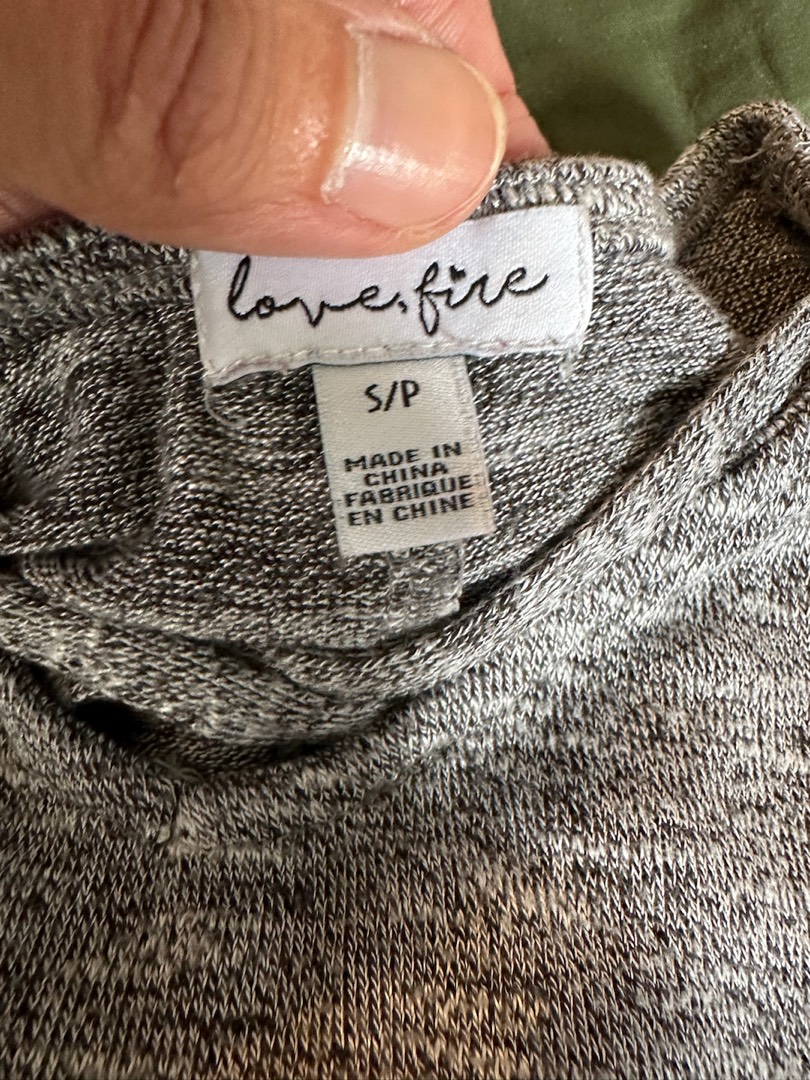 love, fire
S/P
MADE IN
CHINA
FABRIQUE
EN CHINE